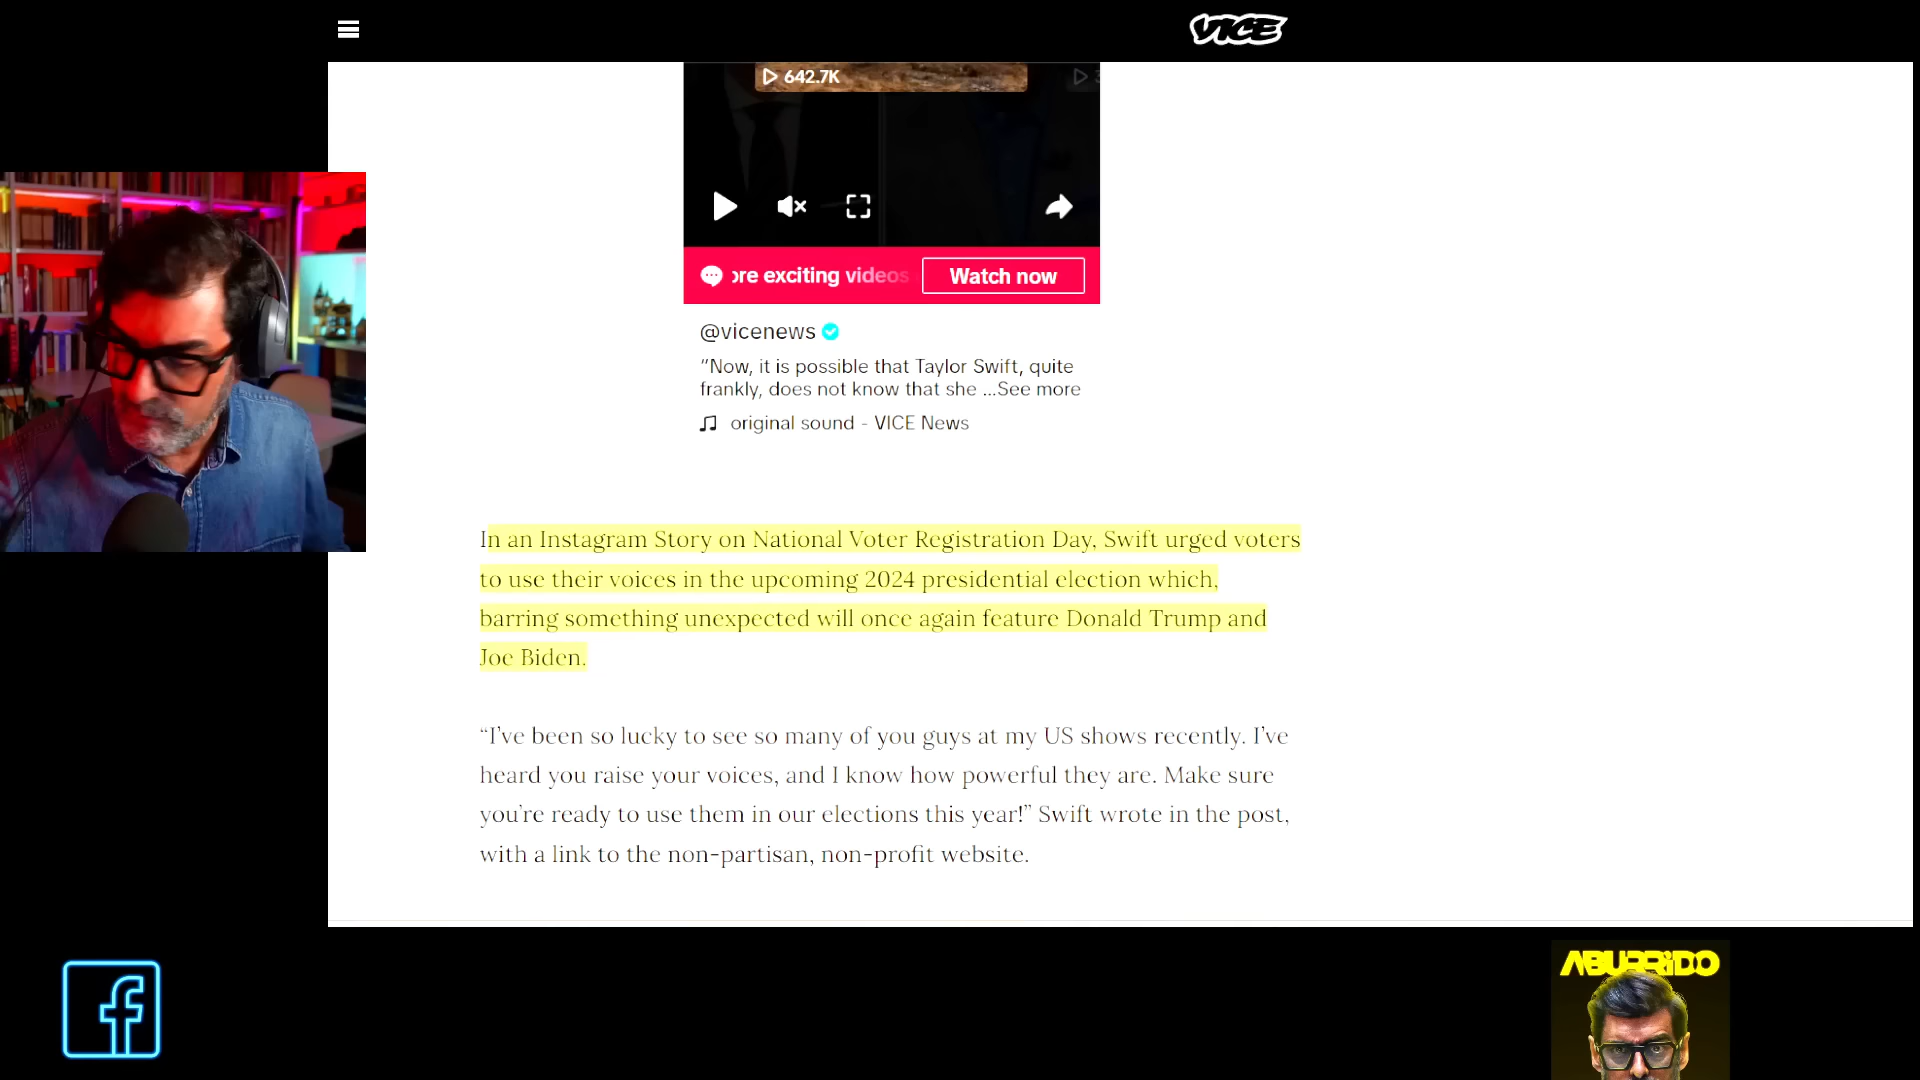 VICE
642.7K
ore exciting videos
Watch now
@vicenews
“Now, it is possible that Taylor Swift, quite
frankly, does not know that she ...See more
original sound - VICE News
In an Instagram Story on National Voter Registration Day, Swift urged voters
to use their voices in the upcoming 2024 presidential election which,
barring something unexpected will once again feature Donald Trump and
Joe Biden.
“I’ve been so lucky to see so many of you guys at my US shows recently. I’ve
heard you raise your voices, and I know how powerful they are. Make sure
you’re ready to use them in our elections this year!” Swift wrote in the post,
with a link to the non-partisan, non-profit website.
ABURRIDO